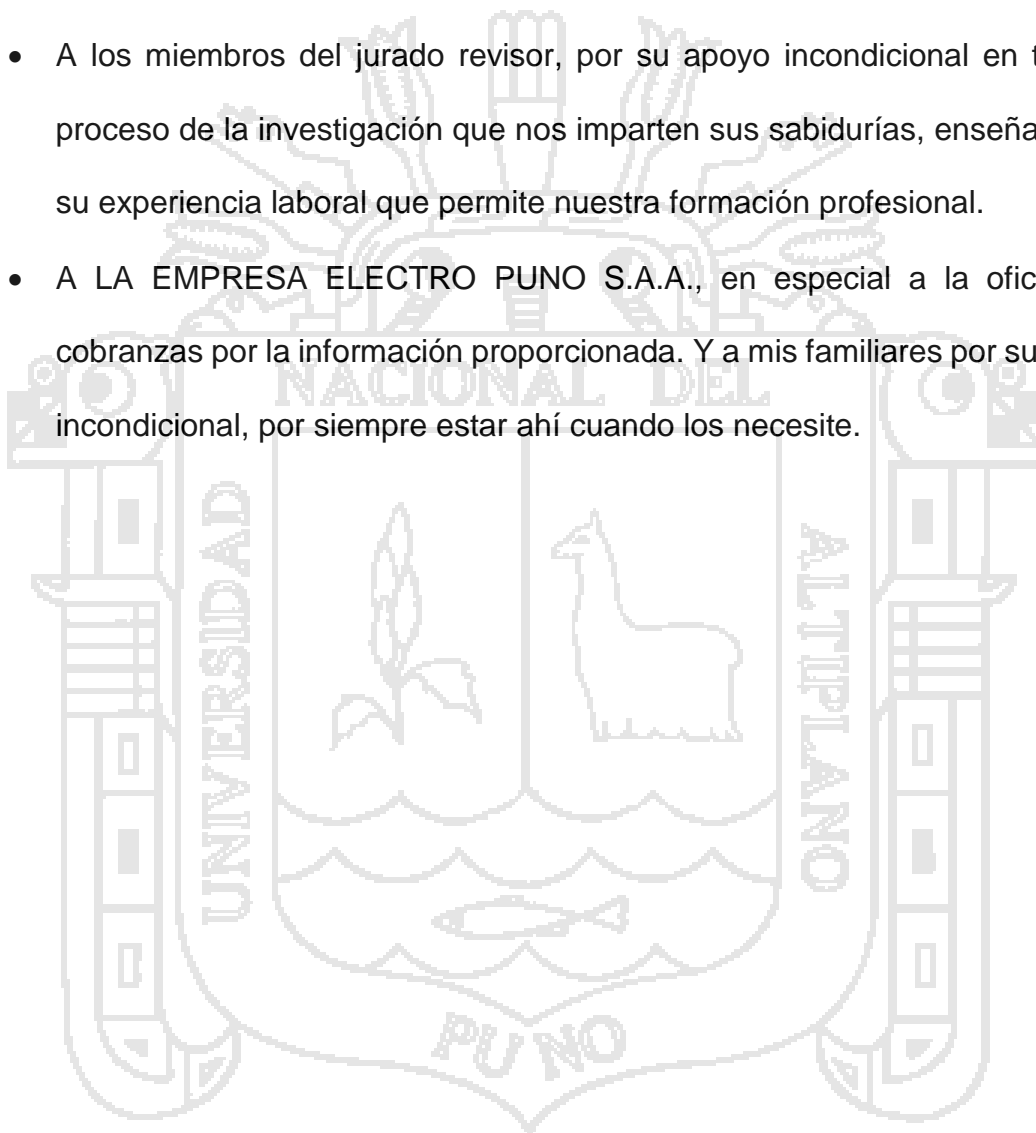 • A los miembros del jurado revisor, por su apoyo incondicional en
proceso de la investigación que nos imparten sus sabidurías,
su experiencia laboral que permite nuestra formación profesional.
• A LA EMPRESA ELECTRO PUNO S.A.A., en especial a la
cobranzas por la información proporcionada. Y a mis familiares por su
incondicional, por siempre estar ahí cuando los necesite.
NACIONAL DEL
UNIVERSIDAD
ALTIPLANO
PUNO